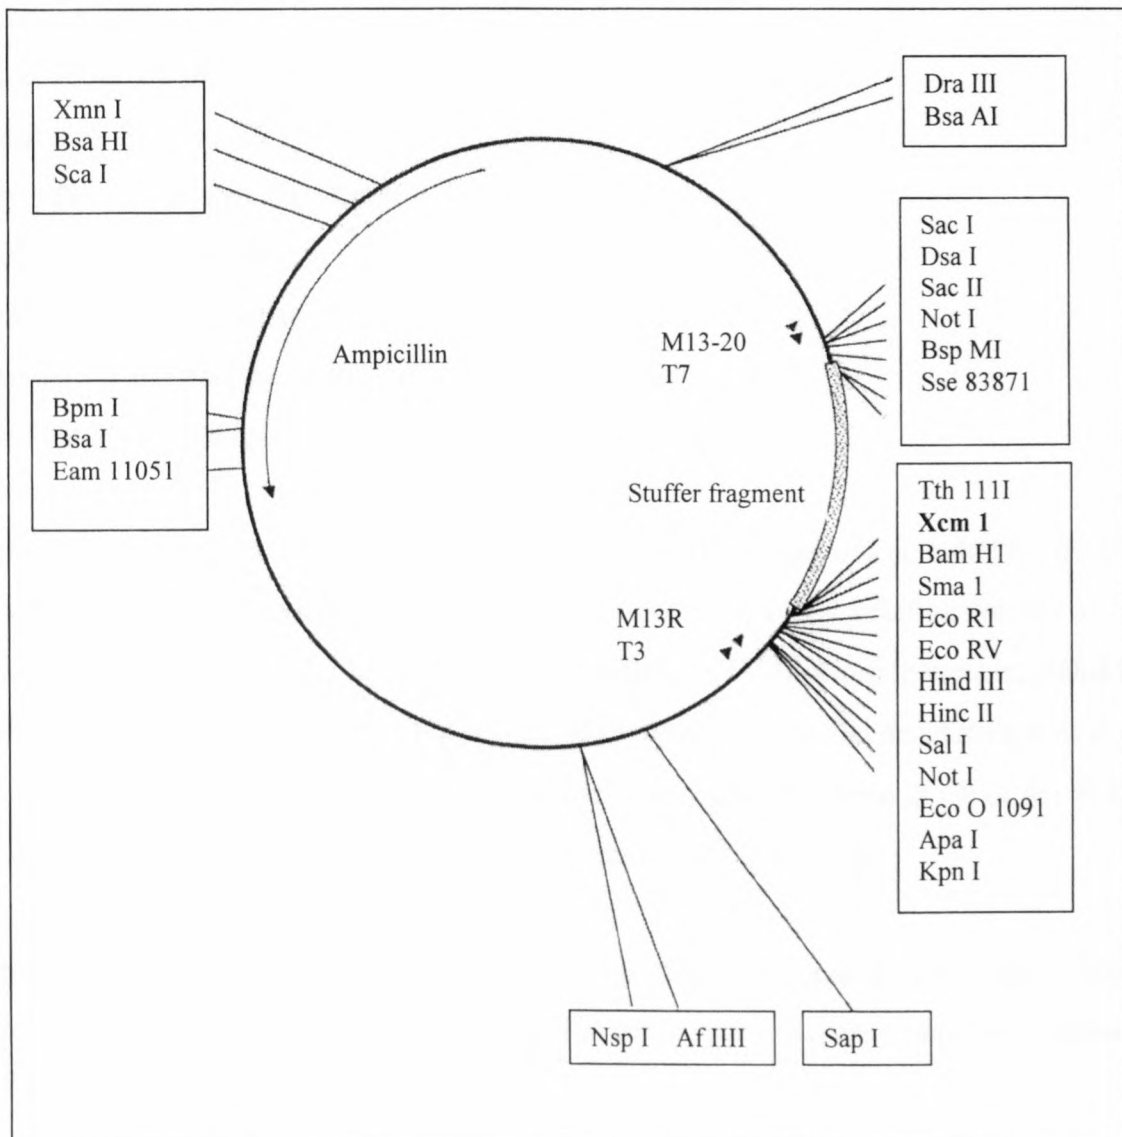 Xmn I
Bsa HI
Sca I
Dra III
Bsa AI
Sac I
Dsa I
Sac II
Not I
Bsp MI
Sse 83871
M13-20
T7
Ampicillin
Bpm I
Bsa I
Eam 11051
Stuffer fragment
Tth 111I
Xcm 1
Bam H1
Sma 1
Eco R1
Eco RV
Hind III
Hinc II
Sal I
Not I
Eco O 1091
Apa I
Kpn I
M13R
T3
Nsp I Af IIII
Sap I